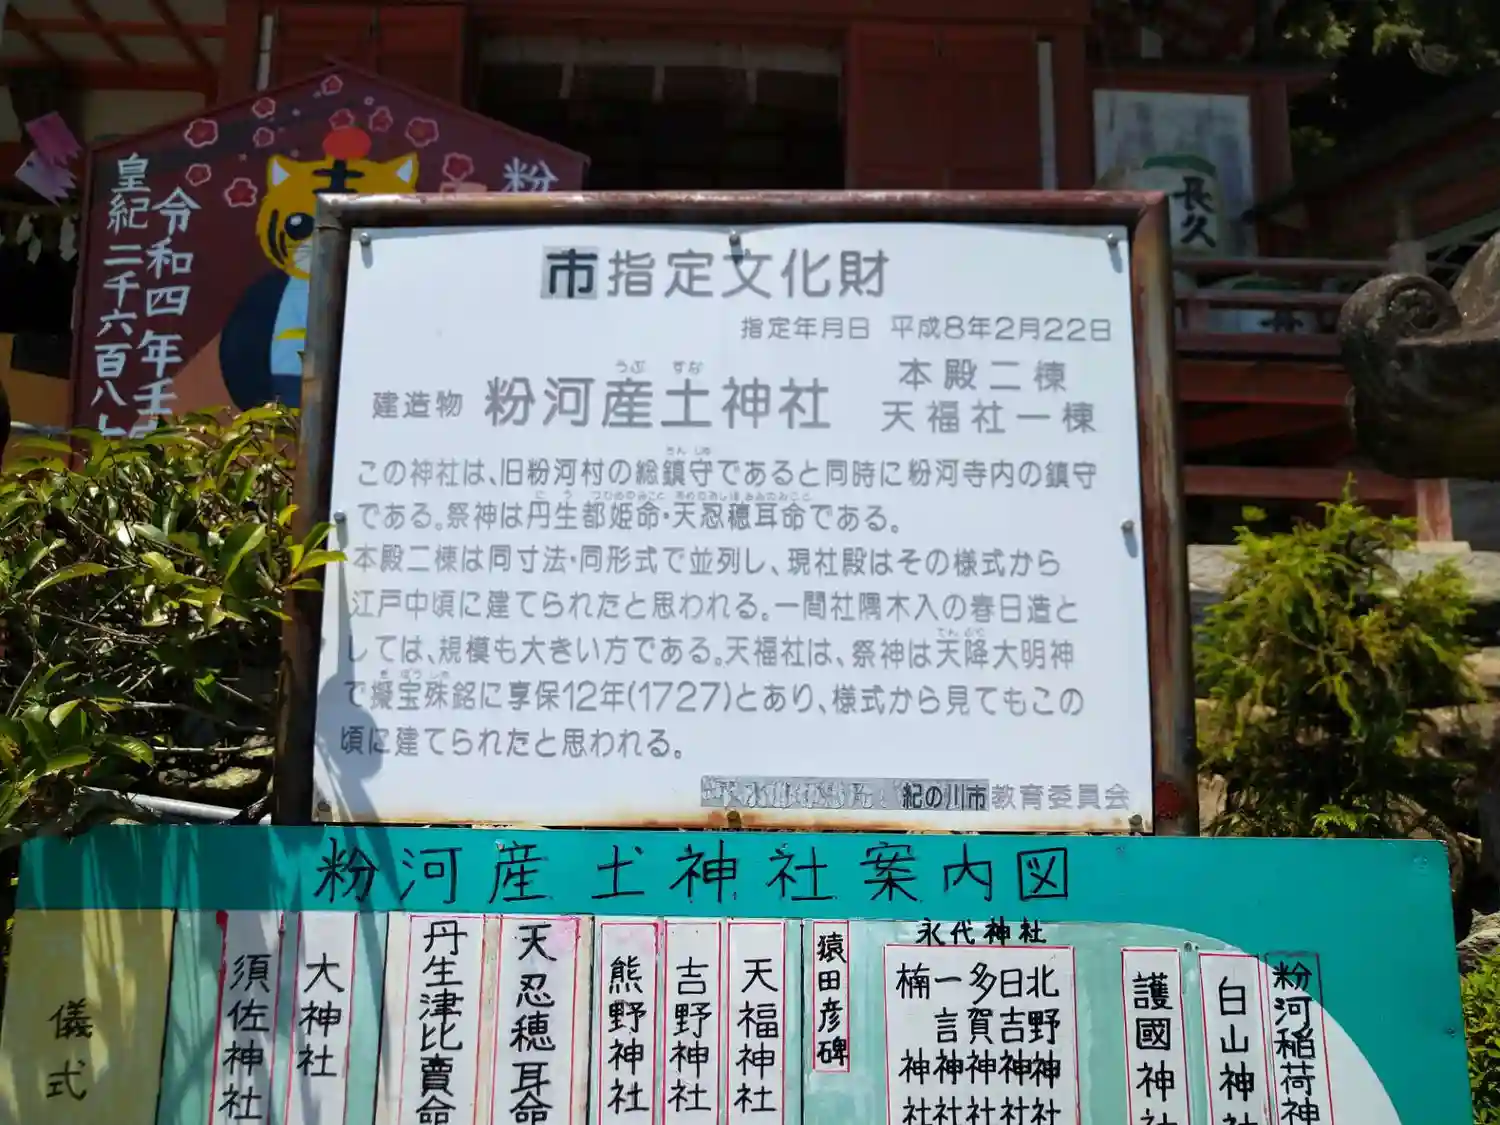 皇紀二千六百八
令和四年壬
粉
長久
市指定文化財
指定年月日 平成8年2月22日
建造物 粉河産土神社 本殿二棟
うぶ すな
天福社一棟
この神社は、旧粉河村の総鎮守であると同時に粉河寺内の鎮守
である。祭神は丹生都姫命・天忍穂耳命である。
本殿二棟は同寸法・同形式で並列し、現社殿はその様式から
江戸中頃に建てられたと思われる。一間社隅木入の春日造と
しては、規模も大きい方である。天福社は、祭神は天降大明神
で擬宝珠銘に享保12年(1727)とあり、様式から見てもこの
頃に建てられたと思われる。
紀の川市教育委員会
粉河産土神社案内図
儀式
須佐神社
大神社
丹生津比賣命
天忍穂耳命
熊野神社
吉野神社
天福神社
猿田彦碑
永代神社
楠神社
一言神社
多賀神社
日吉神社
北野神社
護國神社
白山神社
粉河稲荷神